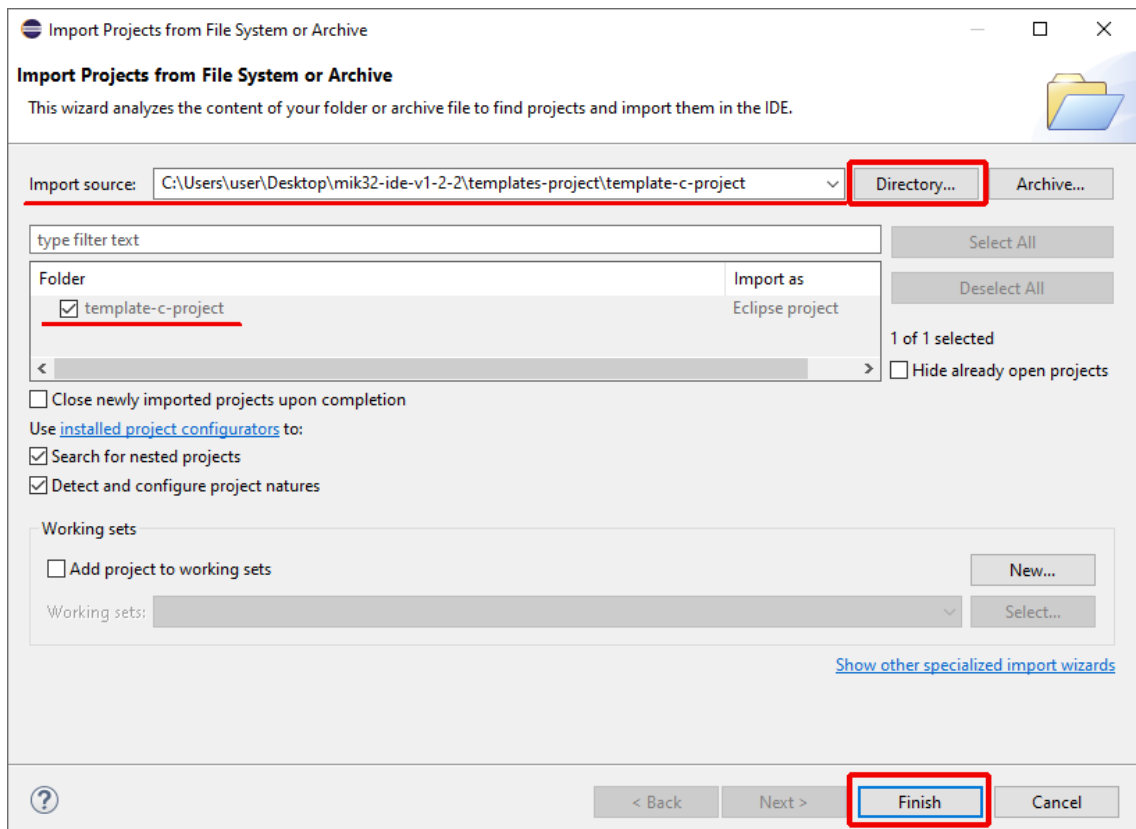 Import Projects from File System or Archive
Import Projects from File System or Archive
This wizard analyzes the content of your folder or archive file to find projects and import them in the IDE.
Import source: C:\Users\user\Desktop\mik32-ide-v1-2-2\templates-project\template-c-project Directory... Archive...
type filter text Select All
Folder Import as Deselect All
template-c-project Eclipse project
1 of 1 selected
Hide already open projects
Close newly imported projects upon completion
Use installed project configurators to:
Search for nested projects
Detect and configure project natures
Working sets
Add project to working sets New...
Working sets: Select...
Show other specialized import wizards
? < Back Next > Finish Cancel